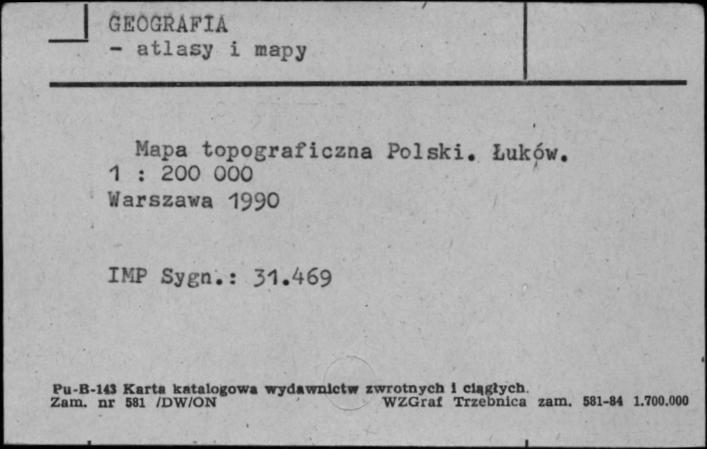 GEOGRAFIA
- atlasy i mapy
Mapa topograficzna Polski. Łuków.
1 : 200 000
Warszawa 1990
IMP Sygn.: 31.469
Pu-B-143 Karta katalogowa wydawnictw zwrotnych i ciągłych.
Zam. nr 581 /DW/ON WZGraf Trzebnica zam. 581-84 1.700.000